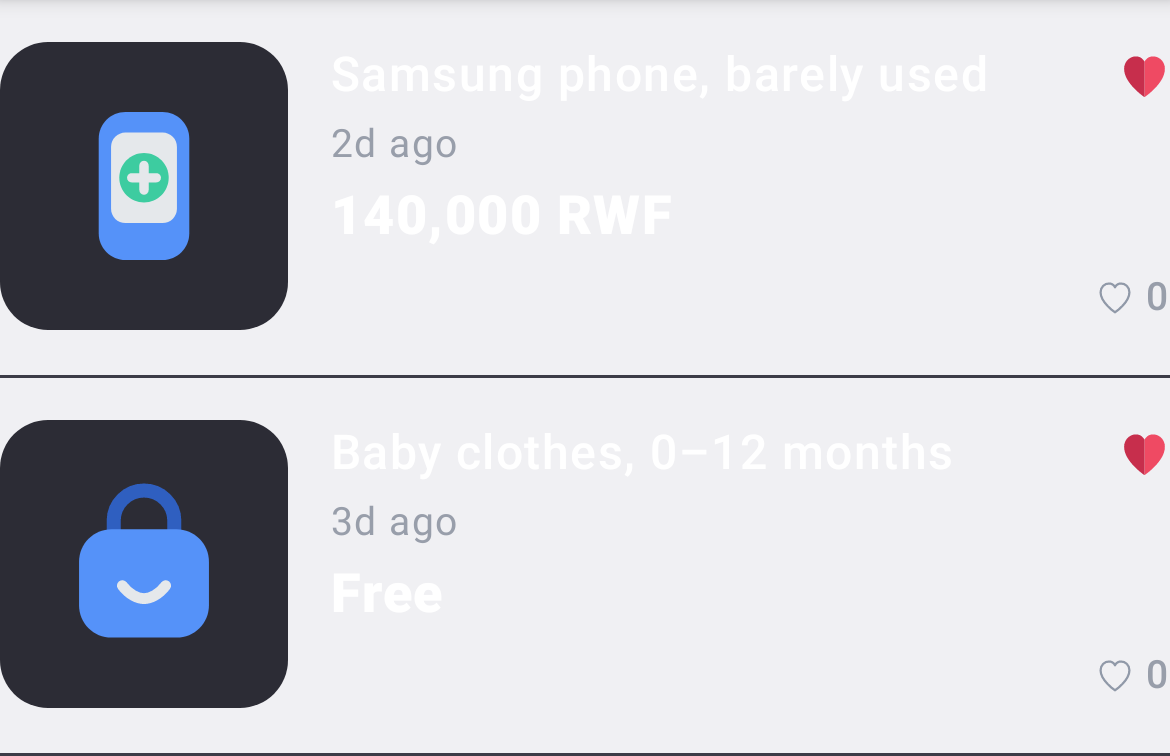 Samsung phone, barely used
2d ago
140,000 RWF
0
Baby clothes, 0–12 months
3d ago
Free
0